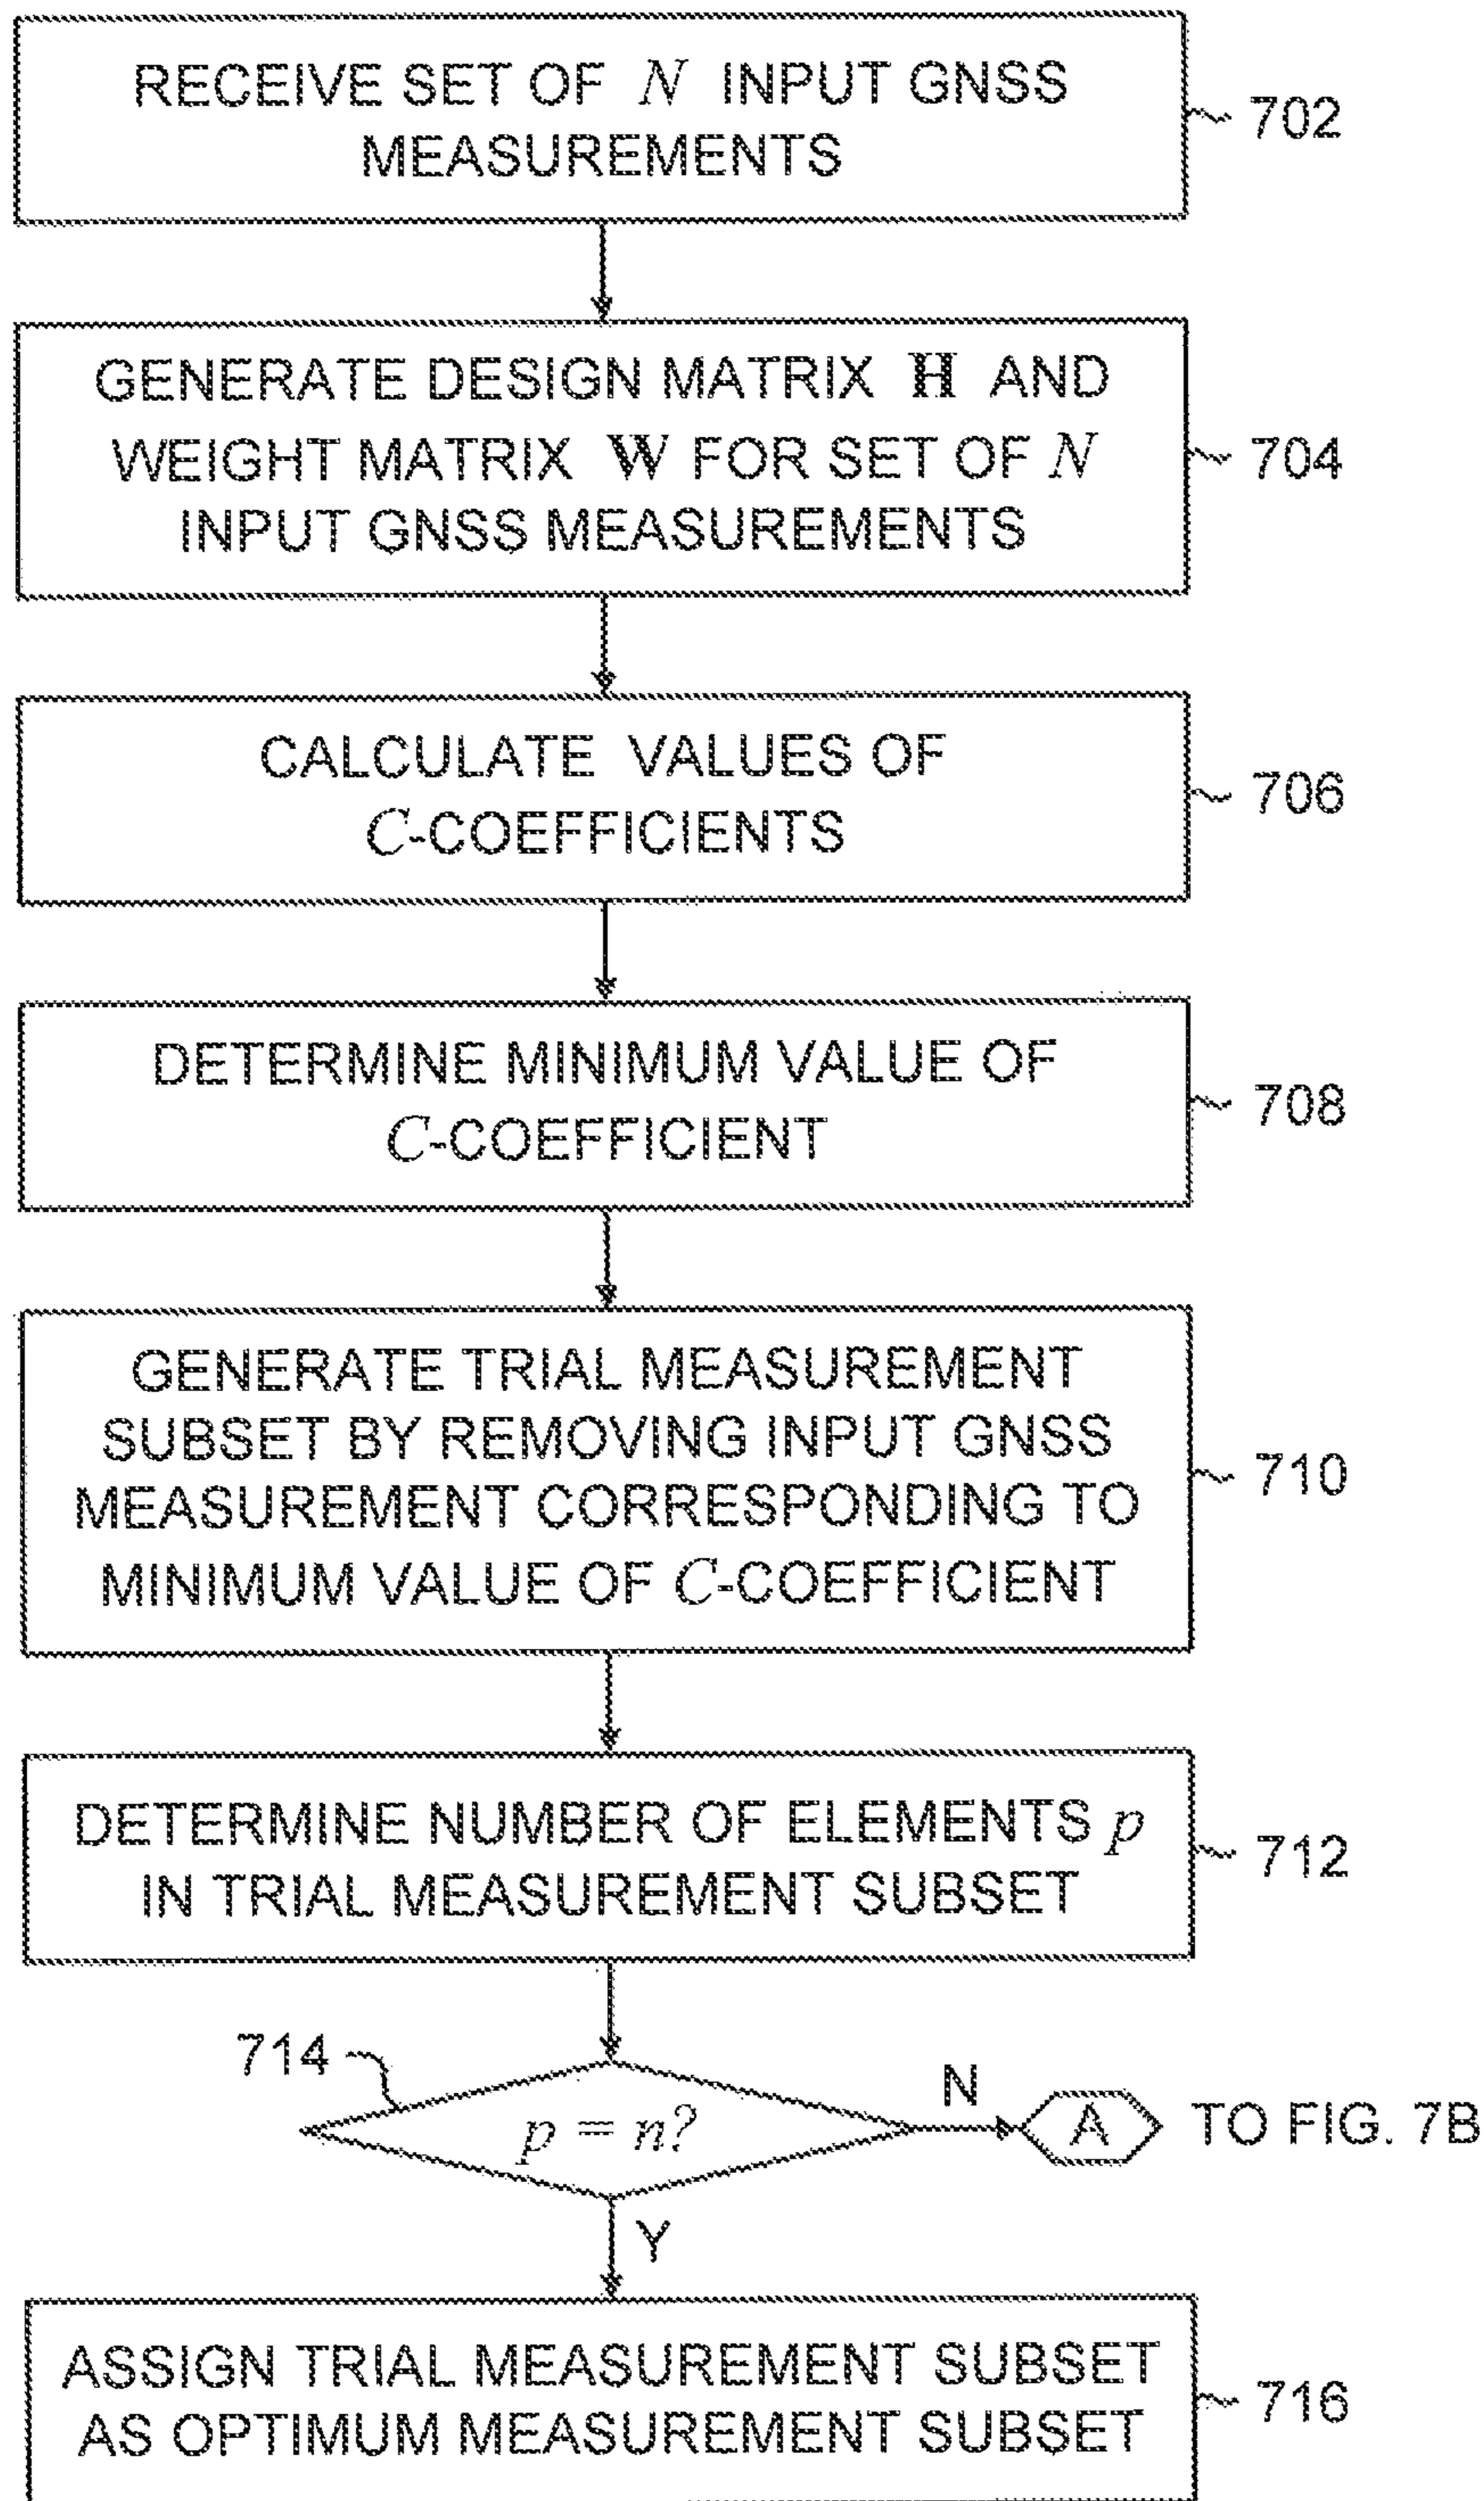 RECEIVE SET OF N INPUT GNSS
MEASUREMENTS
702
GENERATE DESIGN MATRIX H AND
WEIGHT MATRIX W FOR SET OF N
INPUT GNSS MEASUREMENTS
704
CALCULATE VALUES OF
C-COEFFICIENTS
706
DETERMINE MINIMUM VALUE OF
C-COEFFICIENT
708
GENERATE TRIAL MEASUREMENT
SUBSET BY REMOVING INPUT GNSS
MEASUREMENT CORRESPONDING TO
MINIMUM VALUE OF C-COEFFICIENT
710
DETERMINE NUMBER OF ELEMENTS p
IN TRIAL MEASUREMENT SUBSET
712
714
p = n?
N
A
TO FIG. 7B
Y
ASSIGN TRIAL MEASUREMENT SUBSET
AS OPTIMUM MEASUREMENT SUBSET
716